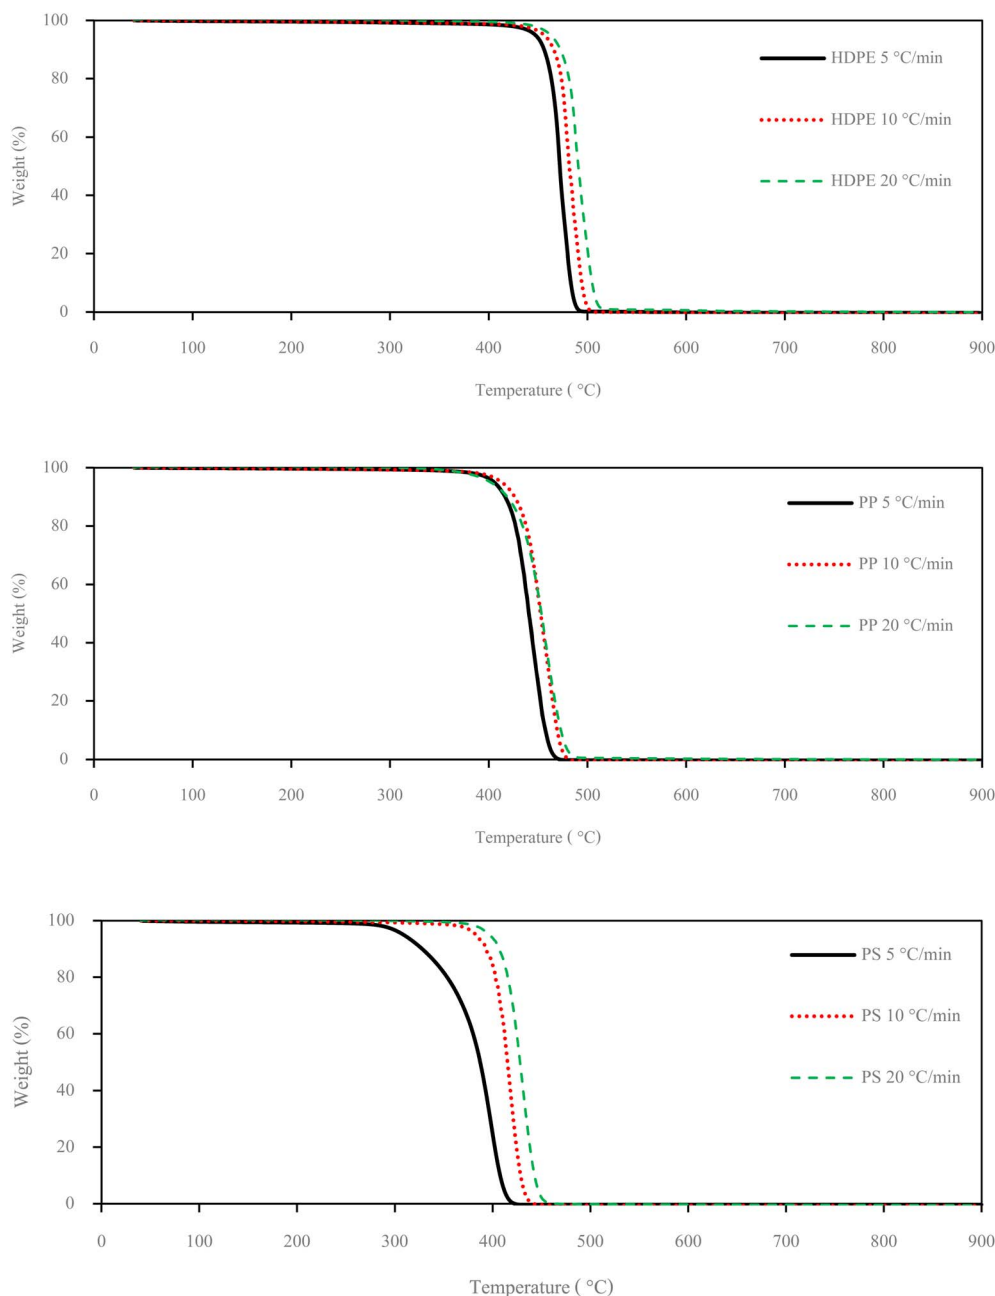 100
80
60
40
20
0
Weight (%)
HDPE 5 °C/min
HDPE 10 °C/min
HDPE 20 °C/min
0 100 200 300 400 500 600 700 800 900
Temperature ( °C)
100
80
60
40
20
0
Weight (%)
PP 5 °C/min
PP 10 °C/min
PP 20 °C/min
0 100 200 300 400 500 600 700 800 900
Temperature ( °C)
100
80
60
40
20
0
Weight (%)
PS 5 °C/min
PS 10 °C/min
PS 20 °C/min
0 100 200 300 400 500 600 700 800 900
Temperature ( °C)